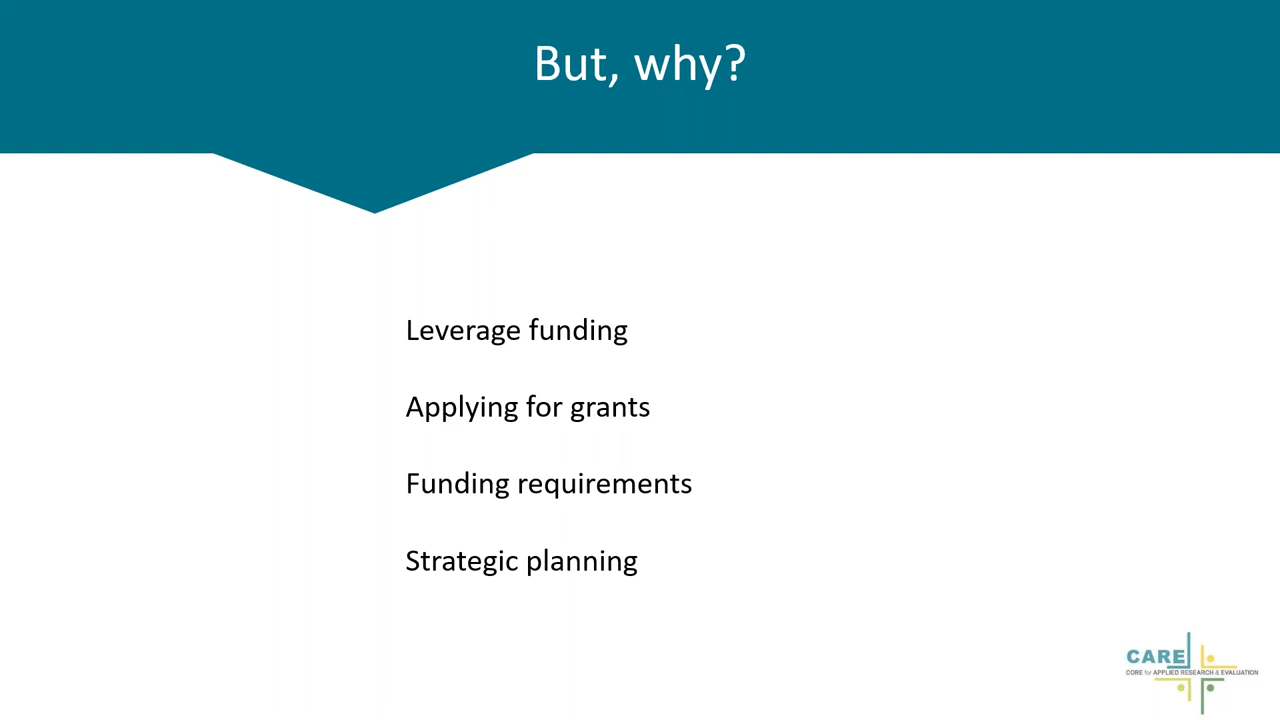 But, why?
Leverage funding
Applying for grants
Funding requirements
Strategic planning
CARE
CORE for APPLIED RESEARCH & EVALUATION